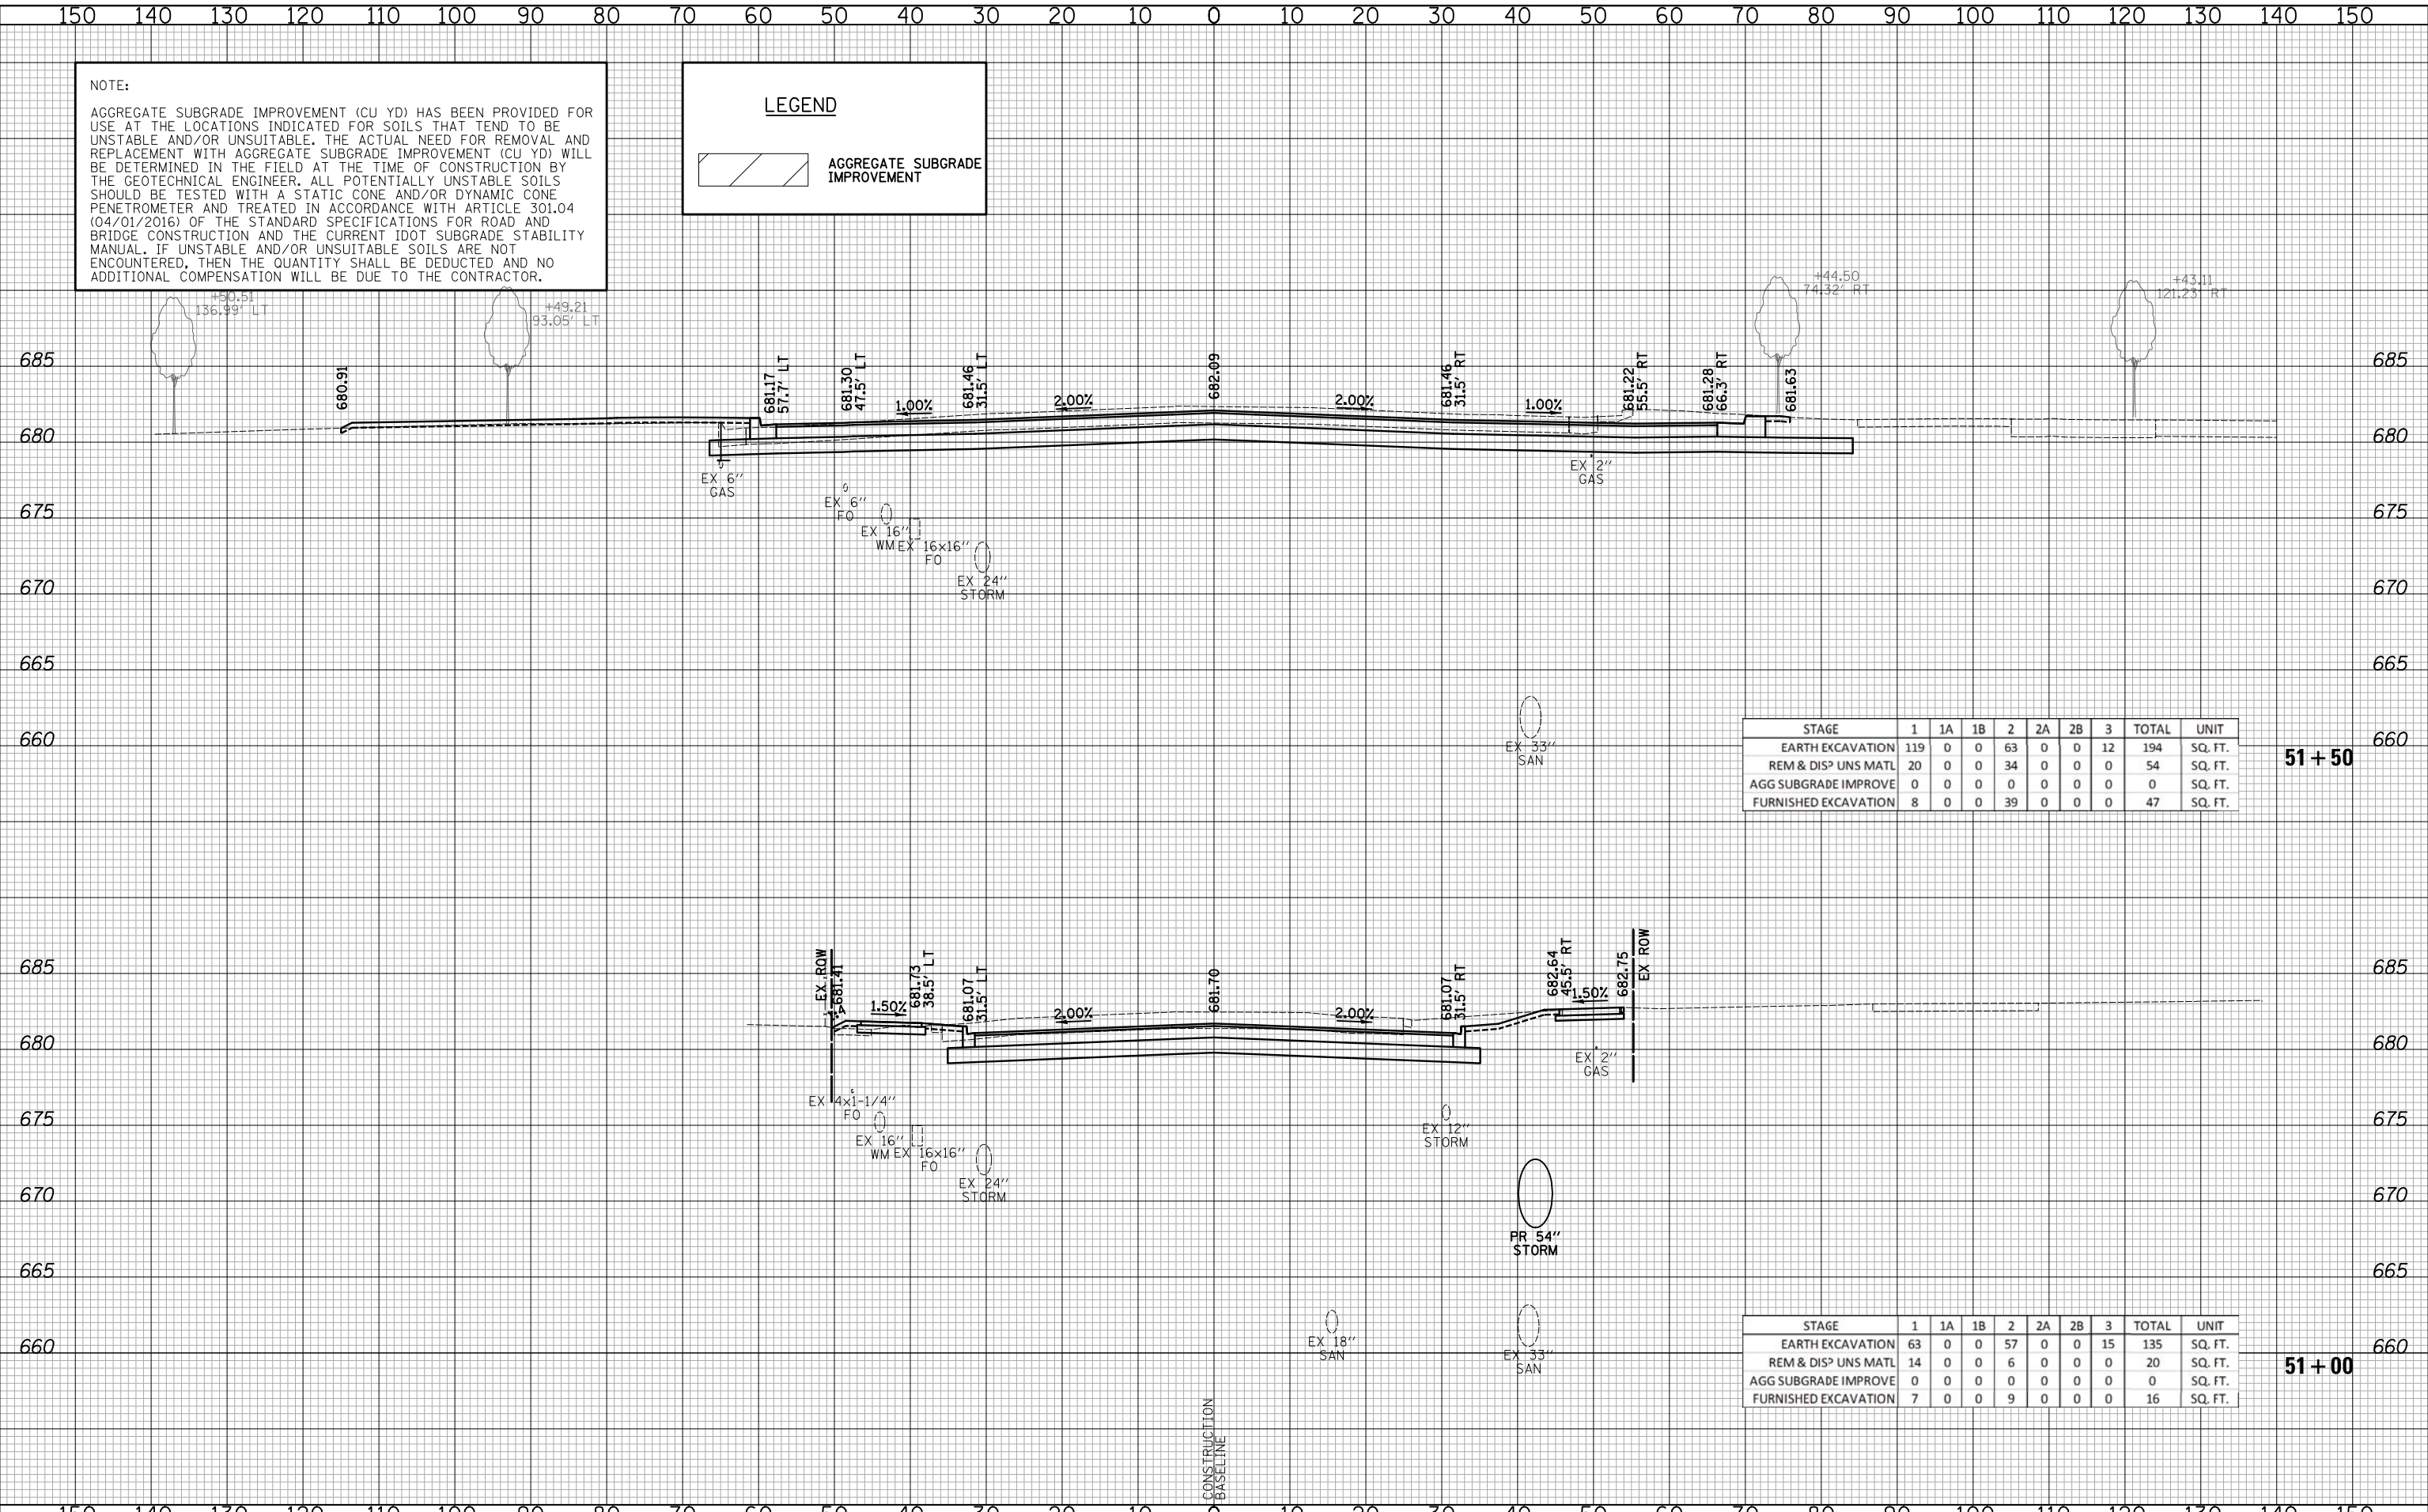 150 140 130 120 110 100 90 80 70 60 50 40 30 20 10 0 10 20 30 40 50 60 70 80 90 100 110 120 130 140 150
NOTE:
AGGREGATE SUBGRADE IMPROVEMENT (CU YD) HAS BEEN PROVIDED FOR
USE AT THE LOCATIONS INDICATED FOR SOILS THAT TEND TO BE
UNSTABLE AND/OR UNSUITABLE. THE ACTUAL NEED FOR REMOVAL AND
REPLACEMENT WITH AGGREGATE SUBGRADE IMPROVEMENT (CU YD) WILL
BE DETERMINED IN THE FIELD AT THE TIME OF CONSTRUCTION BY
THE GEOTECHNICAL ENGINEER. ALL POTENTIALLY UNSTABLE SOILS
SHOULD BE TESTED WITH A STATIC CONE AND/OR DYNAMIC CONE
PENETROMETER AND TREATED IN ACCORDANCE WITH ARTICLE 301.04
(04/01/2016) OF THE STANDARD SPECIFICATIONS FOR ROAD AND
BRIDGE CONSTRUCTION AND THE CURRENT IDOT SUBGRADE STABILITY
MANUAL. IF UNSTABLE AND/OR UNSUITABLE SOILS ARE NOT
ENCOUNTERED, THEN THE QUANTITY SHALL BE DEDUCTED AND NO
ADDITIONAL COMPENSATION WILL BE DUE TO THE CONTRACTOR.
LEGEND
AGGREGATE SUBGRADE
IMPROVEMENT
+50.51
136.99' LT
+49.21
93.05' LT
+44.50
74.32' RT
+43.11
121.23' RT
685
685
680.91
681.17
57.7' LT
681.30
47.5' LT
1.00%
681.46
31.5' LT
2.00%
682.09
2.00%
681.46
31.5' RT
1.00%
681.22
55.5' RT
681.28
66.3' RT
681.63
680
680
EX 6"
GAS
EX 2"
GAS
EX 6"
FO
675
675
EX 16"
WM
EX 16x16"
FO
EX 24"
STORM
670
670
665
665
EX 33"
SAN
660
660
STAGE 1 1A 1B 2 2A 2B 3 TOTAL UNIT
EARTH EXCAVATION 119 0 0 63 0 0 12 194 SQ. FT.
REM & DISP UNS MATL 20 0 0 34 0 0 0 54 SQ. FT.
AGG SUBGRADE IMPROVE 0 0 0 0 0 0 0 0 SQ. FT.
FURNISHED EXCAVATION 8 0 0 39 0 0 0 47 SQ. FT.
51+50
685
685
EX ROW
681.41
1.50%
681.73
38.5' LT
681.07
31.5' LT
2.00%
681.70
2.00%
681.07
31.5' RT
682.64
45.5' RT
1.50%
682.75
EX ROW
680
680
EX 2"
GAS
EX 4x1-1/4"
FO
675
675
EX 16"
WM
EX 16x16"
FO
EX 24"
STORM
EX 12"
STORM
670
670
PR 54"
STORM
665
665
EX 18"
SAN
EX 33"
SAN
660
660
STAGE 1 1A 1B 2 2A 2B 3 TOTAL UNIT
EARTH EXCAVATION 63 0 0 57 0 0 15 135 SQ. FT.
REM & DISP UNS MATL 14 0 0 6 0 0 0 20 SQ. FT.
AGG SUBGRADE IMPROVE 0 0 0 0 0 0 0 0 SQ. FT.
FURNISHED EXCAVATION 7 0 0 9 0 0 0 16 SQ. FT.
51+00
CONSTRUCTION
BASELINE
150 140 130 120 110 100 90 80 70 60 50 40 30 20 10 0 10 20 30 40 50 60 70 80 90 100 110 120 130 140 150